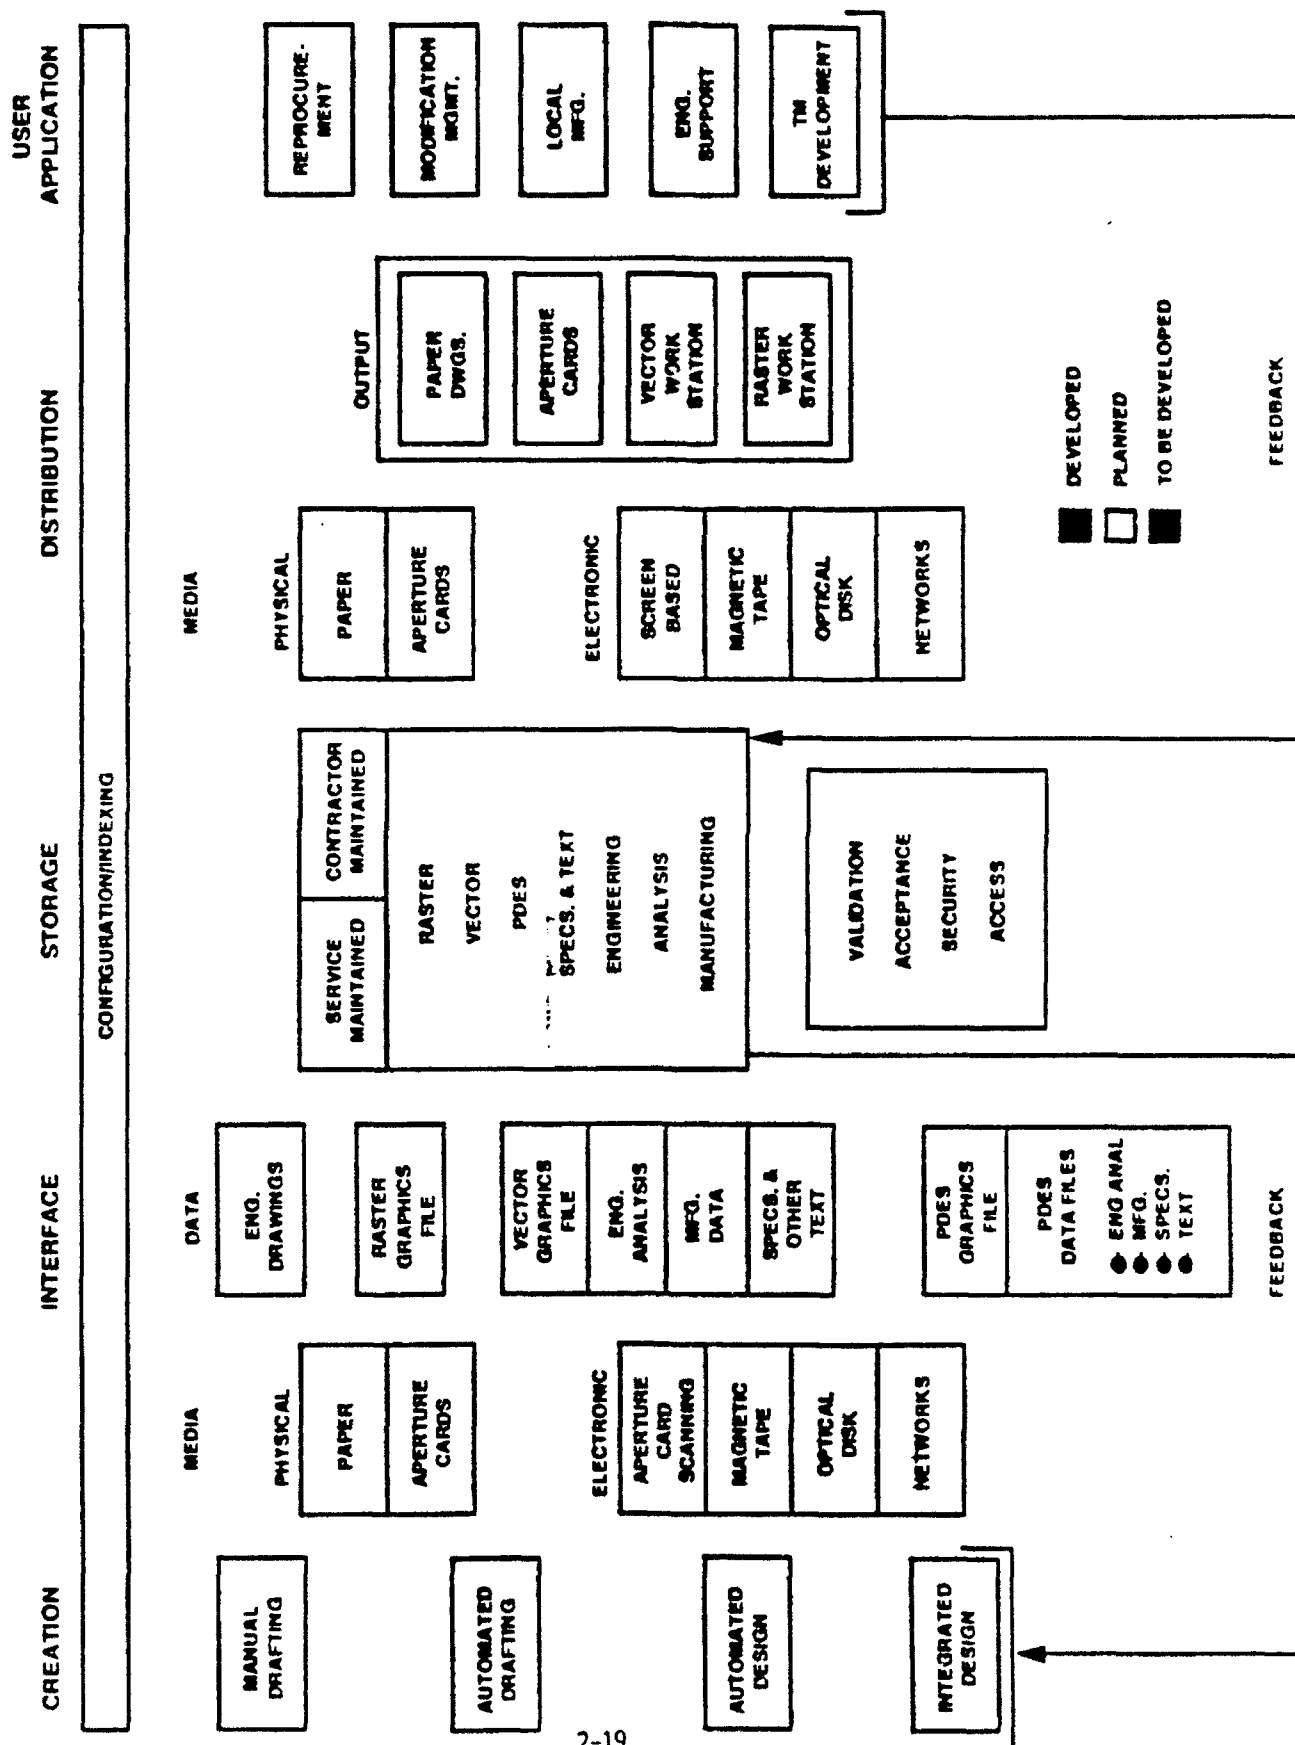 CREATION
INTERFACE
STORAGE
DISTRIBUTION
USER
APPLICATION
CONFIGURATION/INDEXING
MANUAL
DRAFTING
AUTOMATED
DRAFTING
AUTOMATED
DESIGN
INTEGRATED
DESIGN
MEDIA
PHYSICAL
PAPER
APERTURE
CARDS
ELECTRONIC
APERTURE
CARD
SCANNING
MAGNETIC
TAPE
OPTICAL
DISK
NETWORKS
DATA
ENG.
DRAWINGS
RASTER
GRAPHICS
FILE
VECTOR
GRAPHICS
FILE
ENG.
ANALYSIS
MFG.
DATA
SPECS. &
OTHER
TEXT
PDES
GRAPHICS
FILE
PDES
DATA FILES
● ENG ANAL
● MFG.
● SPECS.
● TEXT
FEEDBACK
SERVICE
MAINTAINED
CONTRACTOR
MAINTAINED
RASTER
VECTOR
PDES
SPECS. & TEXT
ENGINEERING
ANALYSIS
MANUFACTURING
VALIDATION
ACCEPTANCE
SECURITY
ACCESS
MEDIA
PHYSICAL
PAPER
APERTURE
CARDS
ELECTRONIC
SCREEN
BASED
MAGNETIC
TAPE
OPTICAL
DISK
NETWORKS
OUTPUT
PAPER
DWGS.
APERTURE
CARDS
VECTOR
WORK
STATION
RASTER
WORK
STATION
DEVELOPED
PLANNED
TO BE DEVELOPED
FEEDBACK
REPROCURE-
MENT
MODIFICATION
MGMT.
LOCAL
MFG.
ENG.
SUPPORT
TM
DEVELOPMENT
2-19